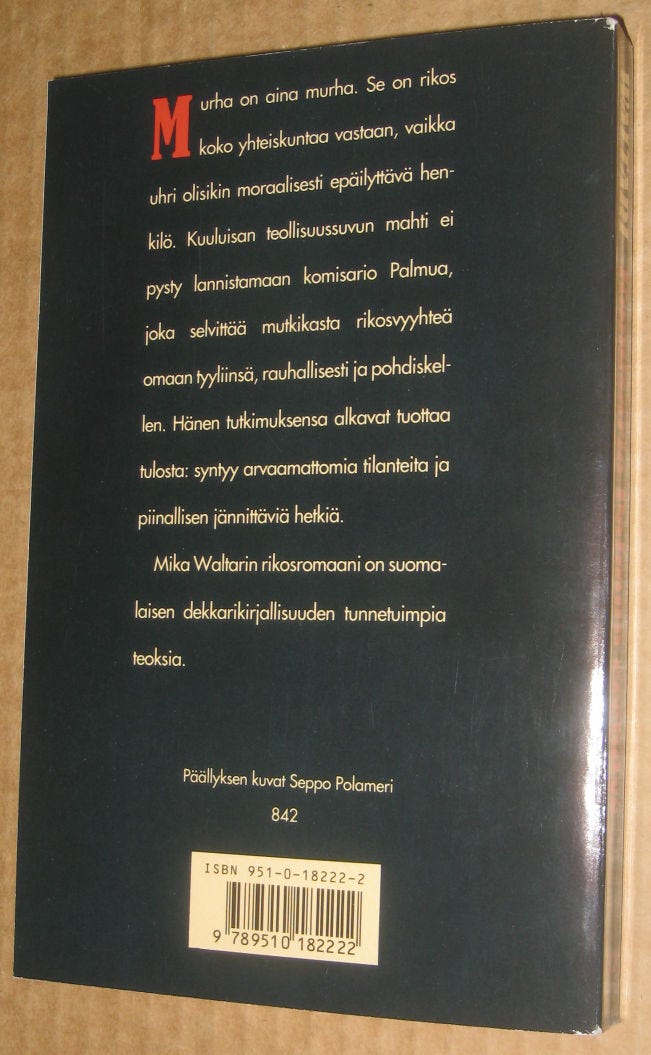 Murha on aina murha. Se on rikos
koko yhteiskuntaa vastaan, vaikka
uhri olisikin moraalisesti epäilyttävä hen-
kilö. Kuuluisan teollisuussuvun mahti ei
pysty lannistamaan komisario Palmua,
joka selvittää mutkikasta rikosvyyhteä
omaan tyyliinsä, rauhallisesti ja pohdiskel-
len. Hänen tutkimuksensa alkavat tuottaa
tulosta: syntyy arvaamattomia tilanteita ja
piinallisen jännittäviä hetkiä.
Mika Waltarin rikosromaani on suoma-
laisen dekkarikirjallisuuden tunnetuimpia
teoksia.
Päällyksen kuvat Seppo Polameri
842
ISBN 951-0-18222-2
9 789510 182222